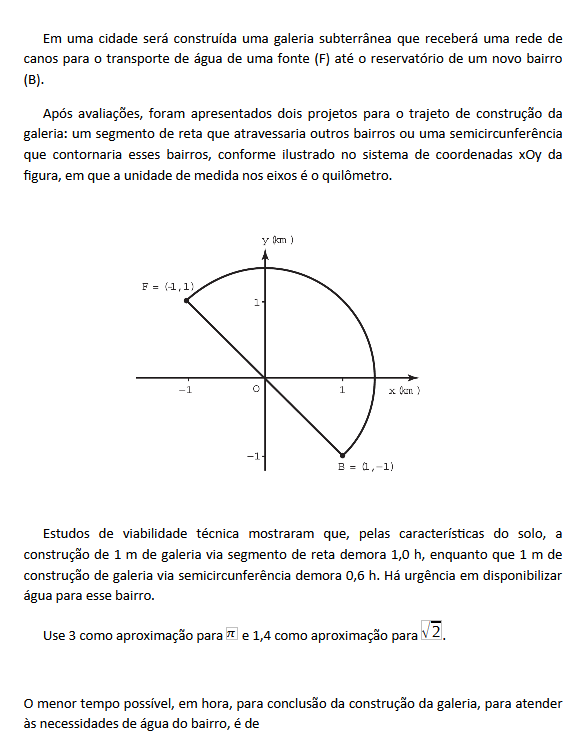 Em uma cidade será construída uma galeria subterrânea que receberá uma rede de
canos para o transporte de água de uma fonte (F) até o reservatório de um novo bairro
(B).
Após avaliações, foram apresentados dois projetos para o trajeto de construção da
galeria: um segmento de reta que atravessaria outros bairros ou uma semicircunferência
que contornaria esses bairros, conforme ilustrado no sistema de coordenadas xOy da
figura, em que a unidade de medida nos eixos é o quilômetro.
y (km )
F = (-1,1)
1
−1
O
1
x (km )
−1
B = (1,−1)
Estudos de viabilidade técnica mostraram que, pelas características do solo, a
construção de 1 m de galeria via segmento de reta demora 1,0 h, enquanto que 1 m de
construção de galeria via semicircunferência demora 0,6 h. Há urgência em disponibilizar
água para esse bairro.
Use 3 como aproximação para π e 1,4 como aproximação para √2.
O menor tempo possível, em hora, para conclusão da construção da galeria, para atender
às necessidades de água do bairro, é de